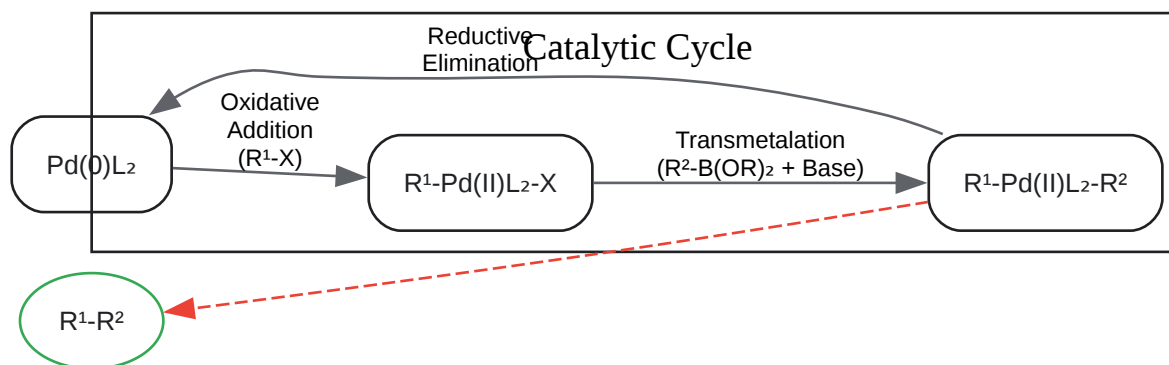 Catalytic Cycle
Reductive
Elimination
Oxidative
Addition
(R¹-X)
Transmetalation
(R²-B(OR)₂ + Base)
Pd(0)L₂
R¹-Pd(II)L₂-X
R¹-Pd(II)L₂-R²
R¹-R²